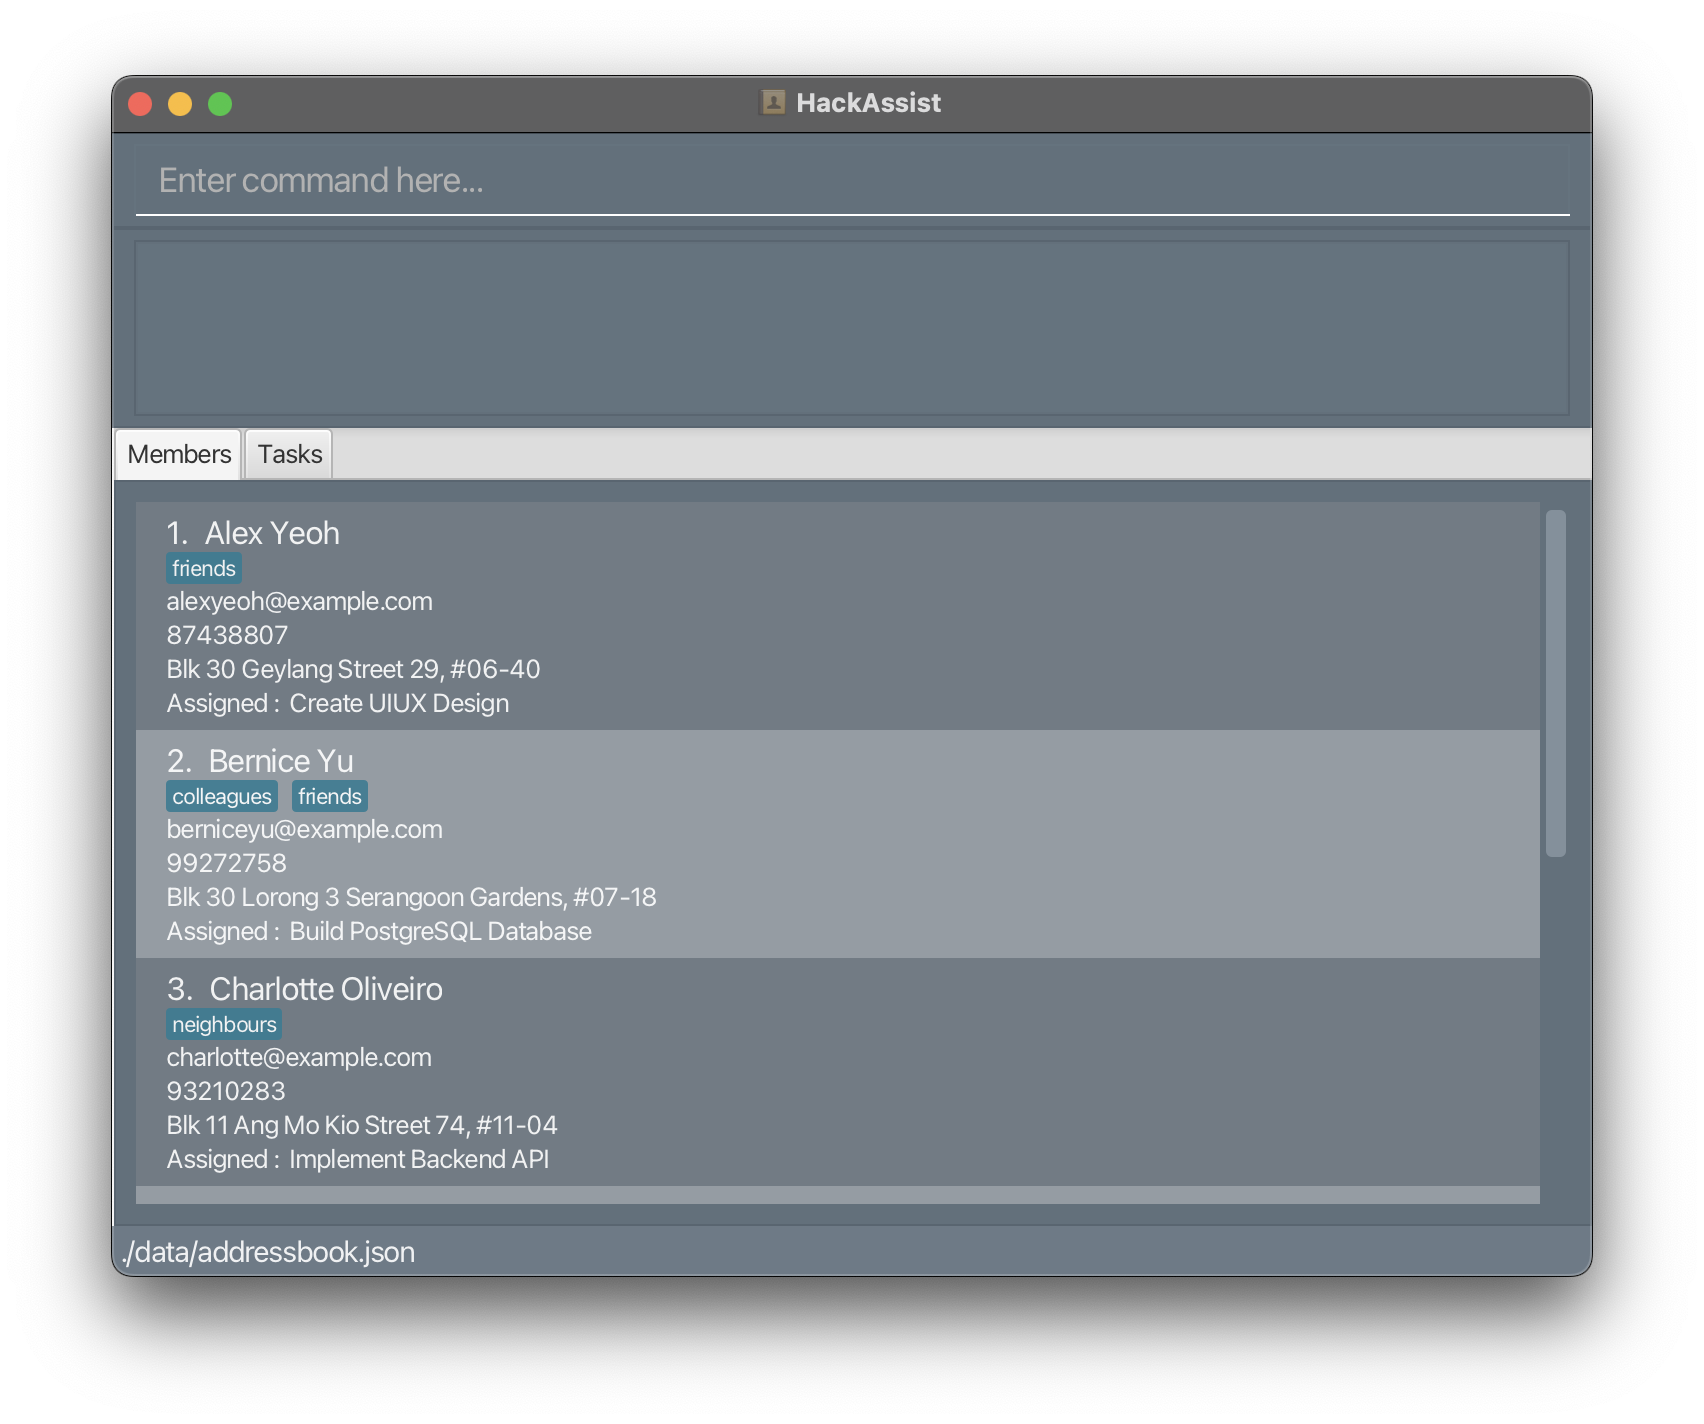 HackAssist
Enter command here...
Members Tasks
1. Alex Yeoh
friends
alexyeoh@example.com
87438807
Blk 30 Geylang Street 29, #06-40
Assigned : Create UIUX Design
2. Bernice Yu
colleagues friends
berniceyu@example.com
99272758
Blk 30 Lorong 3 Serangoon Gardens, #07-18
Assigned : Build PostgreSQL Database
3. Charlotte Oliveiro
neighbours
charlotte@example.com
93210283
Blk 11 Ang Mo Kio Street 74, #11-04
Assigned : Implement Backend API
./data/addressbook.json